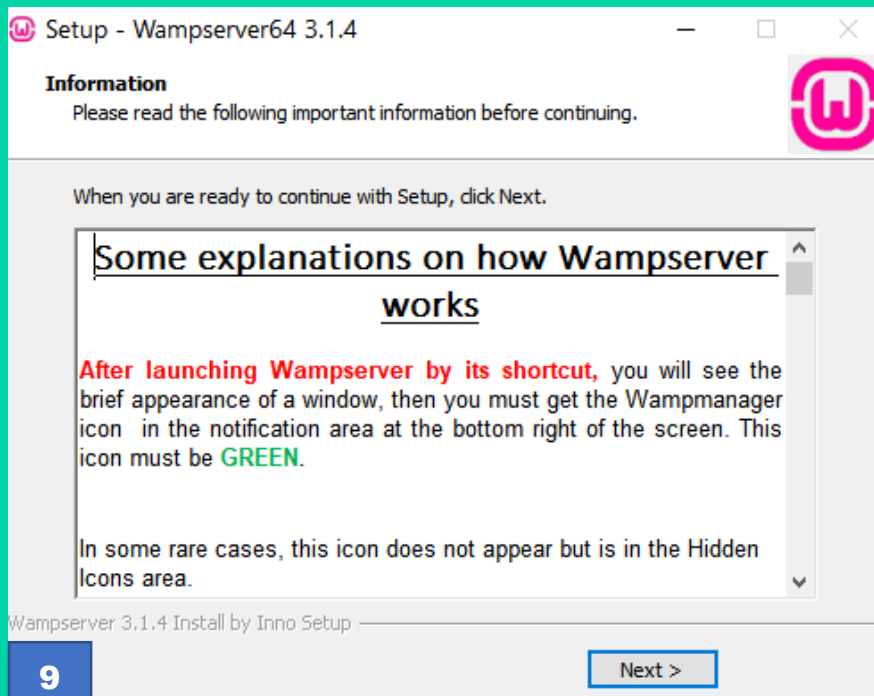 Setup - Wampserver64 3.1.4
Information
Please read the following important information before continuing.
When you are ready to continue with Setup, click Next.
Some explanations on how Wampserver
works
After launching Wampserver by its shortcut, you will see the
brief appearance of a window, then you must get the Wampmanager
icon in the notification area at the bottom right of the screen. This
icon must be GREEN.
In some rare cases, this icon does not appear but is in the Hidden
Icons area.
Wampserver 3.1.4 Install by Inno Setup
Next >
9